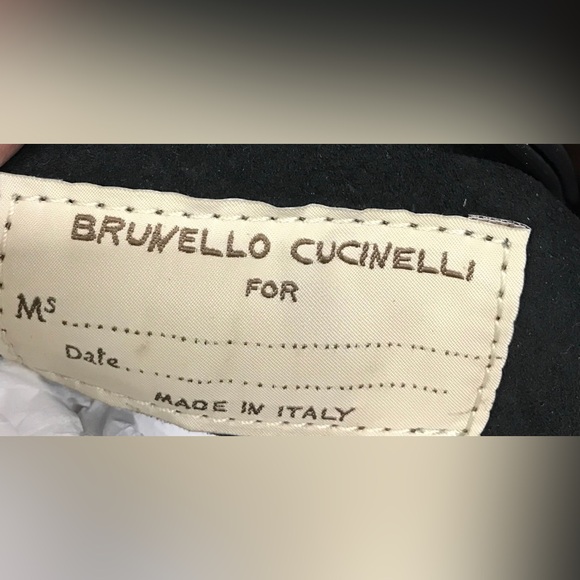 BRUNELLO CUCINELLI
FOR
Ms..............................
Date..............................
MADE IN ITALY